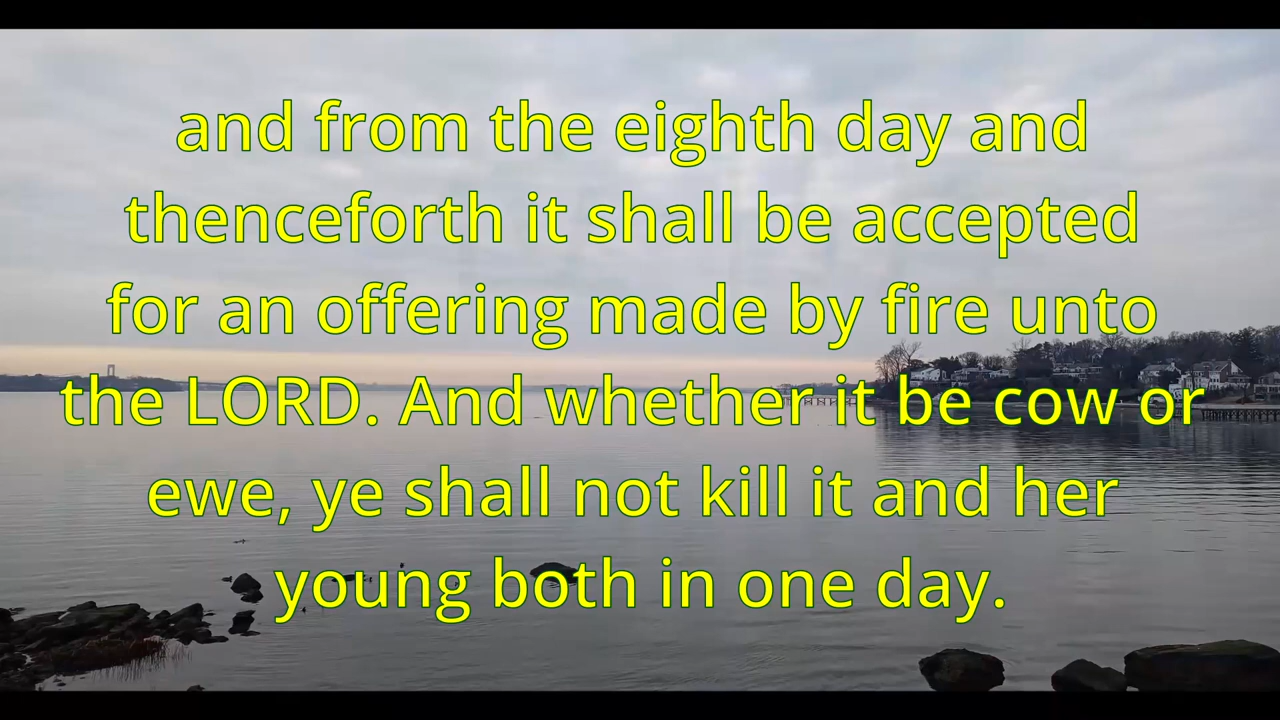 and from the eighth day and
thenceforth it shall be accepted
for an offering made by fire unto
the LORD. And whether it be cow or
ewe, ye shall not kill it and her
young both in one day.